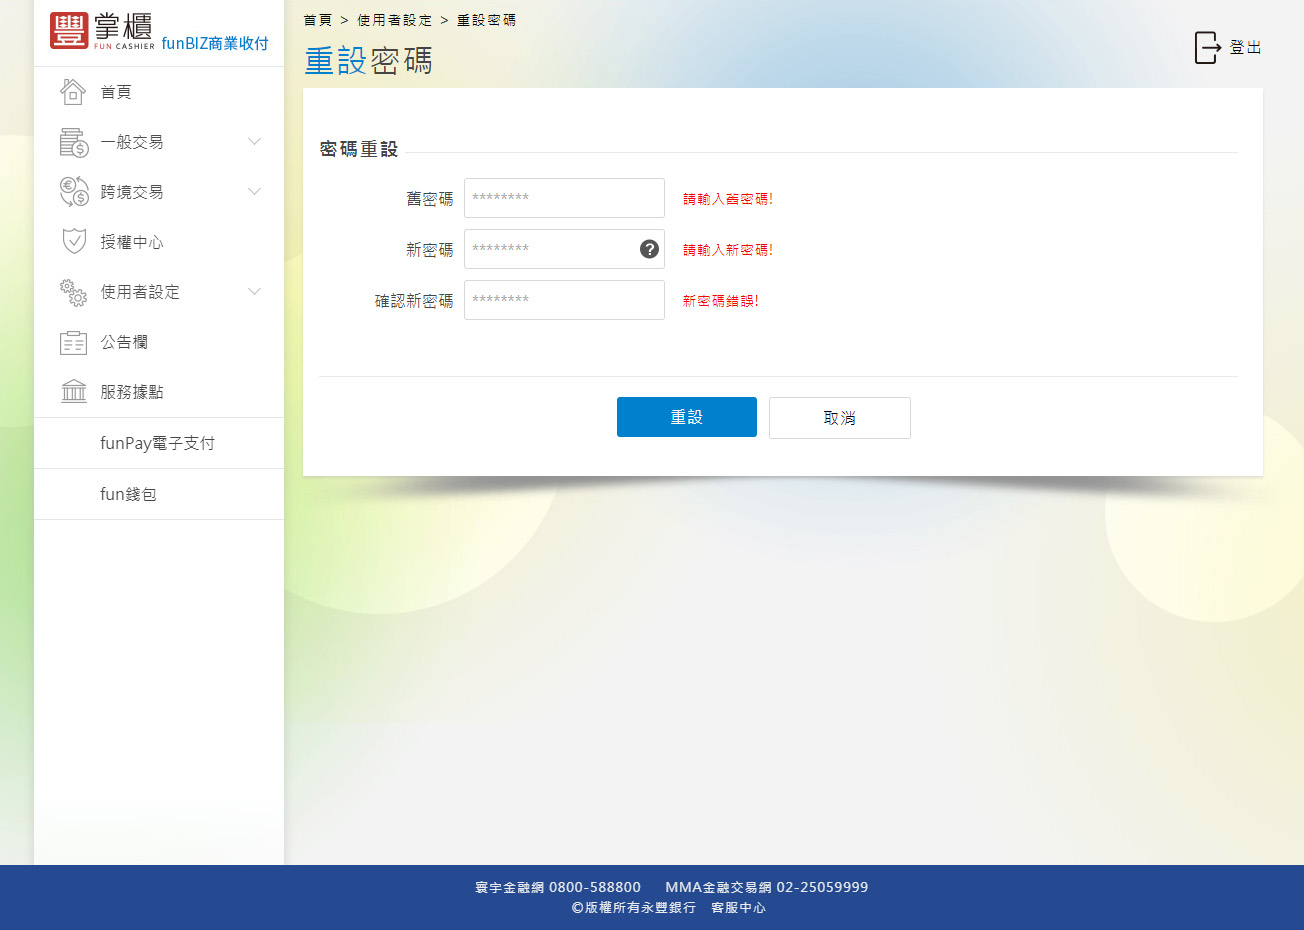 豐 掌櫃
FUN CASHIER funBIZ商業收付
首頁
一般交易
跨境交易
授權中心
使用者設定
公告欄
服務據點
funPay電子支付
fun錢包
首頁 > 使用者設定 > 重設密碼
重設密碼
登出
密碼重設
舊密碼 ******** 請輸入舊密碼!
新密碼 ******** ? 請輸入新密碼!
確認新密碼 ******** 新密碼錯誤!
重設 取消
寰宇金融網 0800-588800 MMA金融交易網 02-25059999
©版權所有永豐銀行 客服中心